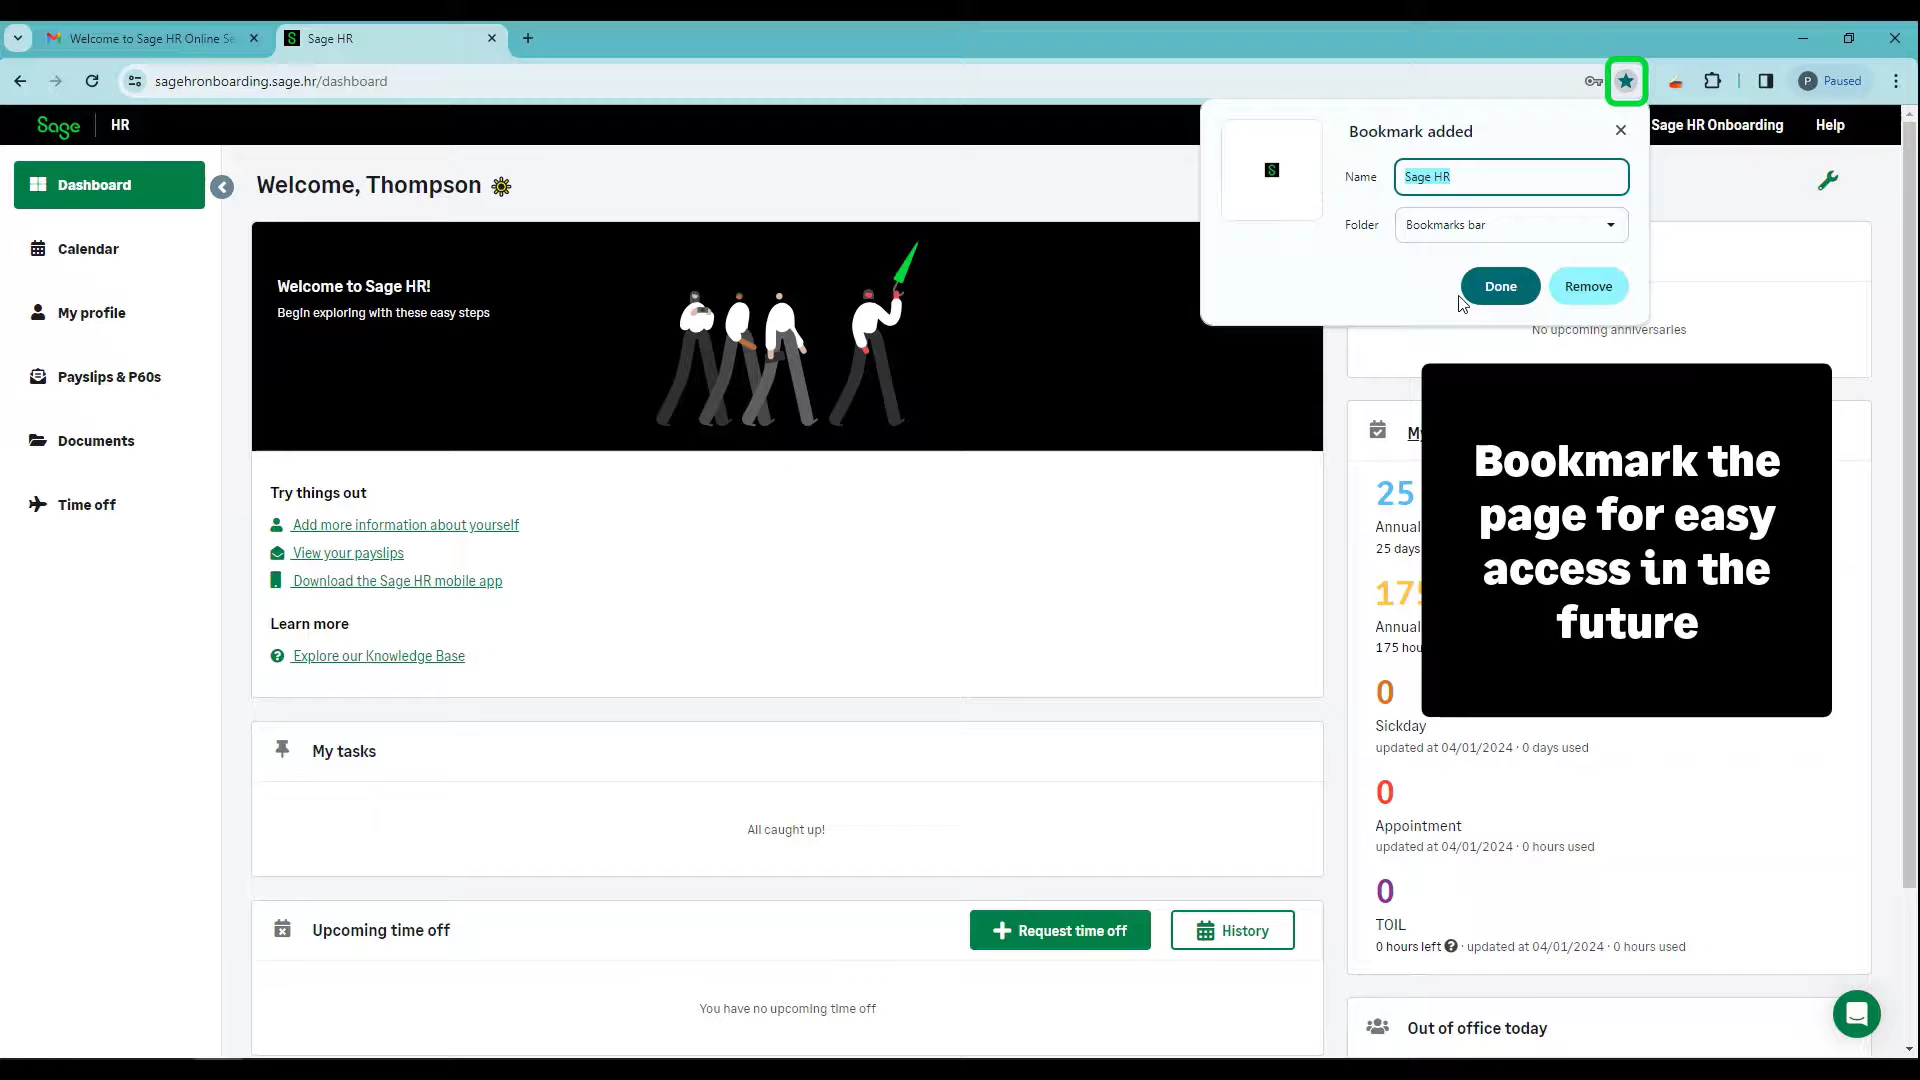 Welcome to Sage HR Online Se
Sage HR
sagehronboarding.sage.hr/dashboard
P Paused
Sage HR
Sage HR Onboarding
Help
Bookmark added
Name
Sage HR
Folder
Bookmarks bar
Done
Remove
Dashboard
Calendar
My profile
Payslips & P60s
Documents
Time off
Welcome, Thompson
Welcome to Sage HR!
Begin exploring with these easy steps
Try things out
Add more information about yourself
View your payslips
Download the Sage HR mobile app
Learn more
Explore our Knowledge Base
My tasks
All caught up!
Upcoming time off
Request time off
History
You have no upcoming time off
No upcoming anniversaries
My
25
Annual
25 days
175
Annual
175 hou
0
Sickday
updated at 04/01/2024 · 0 days used
0
Appointment
updated at 04/01/2024 · 0 hours used
0
TOIL
0 hours left · updated at 04/01/2024 · 0 hours used
Out of office today
Bookmark the
page for easy
access in the
future